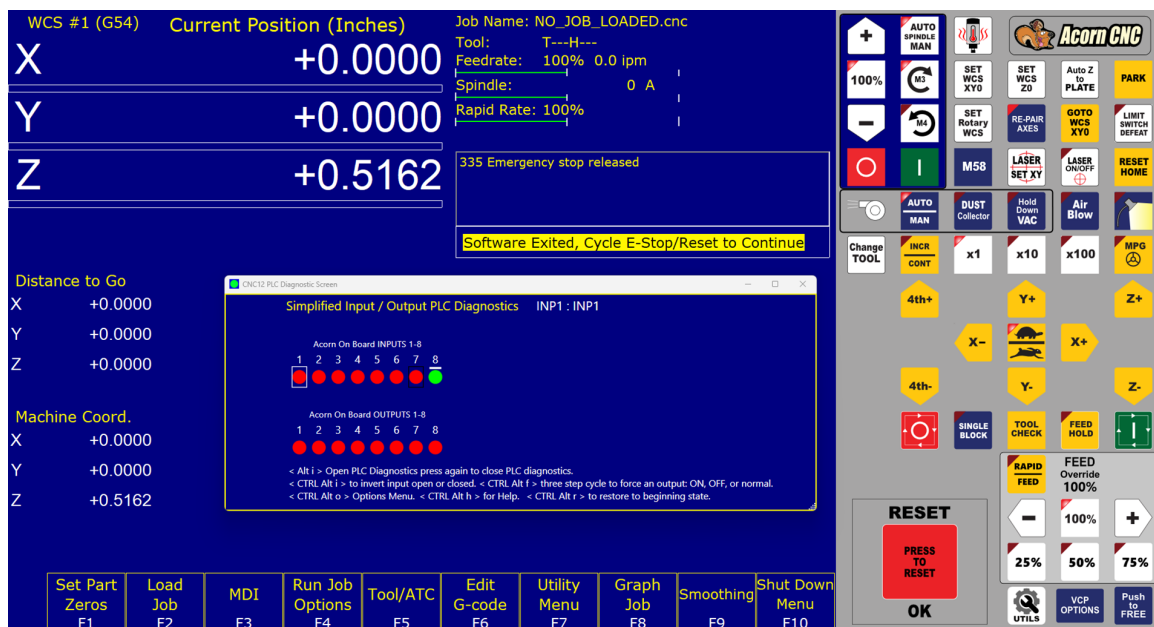 WCS #1 (G54)
Current Position (Inches)
X +0.0000
Y +0.0000
Z +0.5162
Job Name: NO_JOB_LOADED.cnc
Tool: T---H---
Feedrate: 100% 0.0 ipm
Spindle: 0 A
Rapid Rate: 100%
335 Emergency stop released
Software Exited, Cycle E-Stop/Reset to Continue
Distance to Go
X +0.0000
Y +0.0000
Z +0.0000
Machine Coord.
X +0.0000
Y +0.0000
Z +0.5162
CNC12 PLC Diagnostic Screen
Simplified Input / Output PLC Diagnostics INP1 : INP1
Acorn On Board INPUTS 1-8
1 2 3 4 5 6 7 8
Acorn On Board OUTPUTS 1-8
1 2 3 4 5 6 7 8
< Alt i > Open PLC Diagnostics press again to close PLC diagnostics.
< CTRL Alt i > to invert input open or closed. < CTRL Alt f > three step cycle to force an output: ON, OFF, or normal.
< CTRL Alt o > Options Menu. < CTRL Alt h > for Help. < CTRL Alt r > to restore to beginning state.
Set Part
Zeros
F1
Load
Job
F2
MDI
F3
Run Job
Options
F4
Tool/ATC
F5
Edit
G-code
F6
Utility
Menu
F7
Graph
Job
F8
Smoothing
F9
Shut Down
Menu
F10
+
AUTO
SPINDLE
MAN
Acorn CNC
100%
M3
SET
WCS
XY0
SET
WCS
Z0
Auto Z
to
PLATE
PARK
-
M4
SET
Rotary
WCS
RE-PAIR
AXES
GOTO
WCS
XY0
LIMIT
SWITCH
DEFEAT
M58
LASER
SET XY
LASER
ON/OFF
RESET
HOME
AUTO
MAN
DUST
Collector
Hold
Down
VAC
Air
Blow
Change
TOOL
INCR
CONT
x1
x10
x100
MPG
4th+
Y+
Z+
X-
X+
4th-
Y-
Z-
SINGLE
BLOCK
TOOL
CHECK
FEED
HOLD
RAPID
FEED
FEED
Override
100%
-
100%
+
25%
50%
75%
RESET
PRESS
TO
RESET
OK
UTILS
VCP
OPTIONS
Push
to
FREE